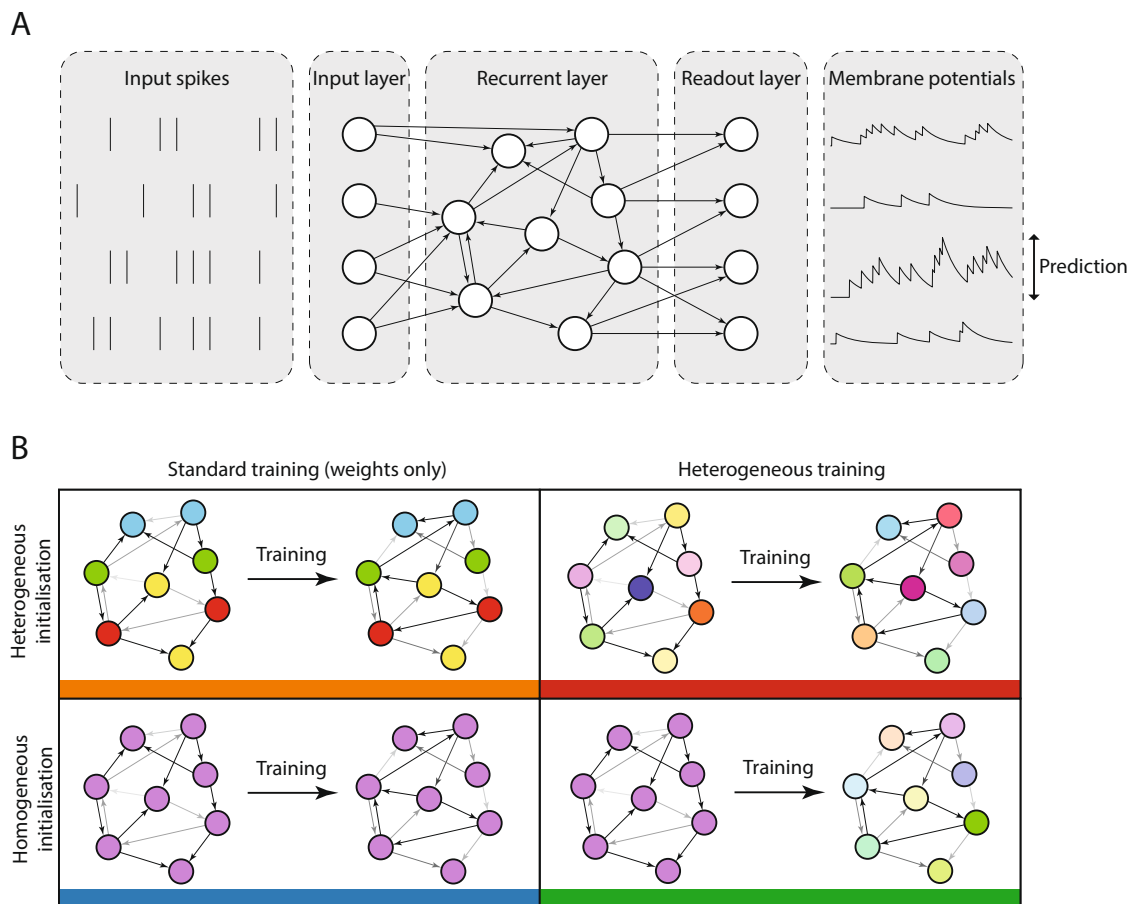 A
Input spikes
Input layer
Recurrent layer
Readout layer
Membrane potentials
Prediction
B
Standard training (weights only)
Heterogeneous training
Heterogeneous
initialisation
Training
Training
Homogeneous
initialisation
Training
Training